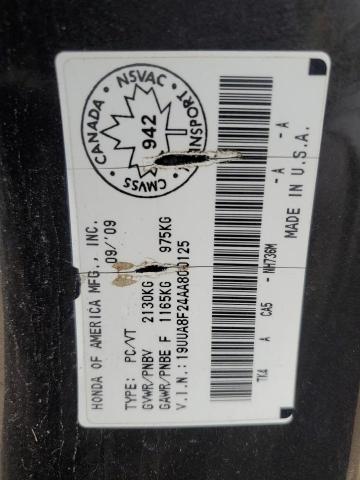 HONDA OF AMERICA MFG., INC.
09/'09
TYPE: PC/VT
GVWR/PNBV 2130KG
GAWR/PNBE F 1165KG 975KG
V.I.N.: 19UUA8F24AA800125
CANADA • NSVAC • TRANSPORT • CMVSS •
942
TK4 A CA5 - NH736M - A - A
MADE IN U.S.A.